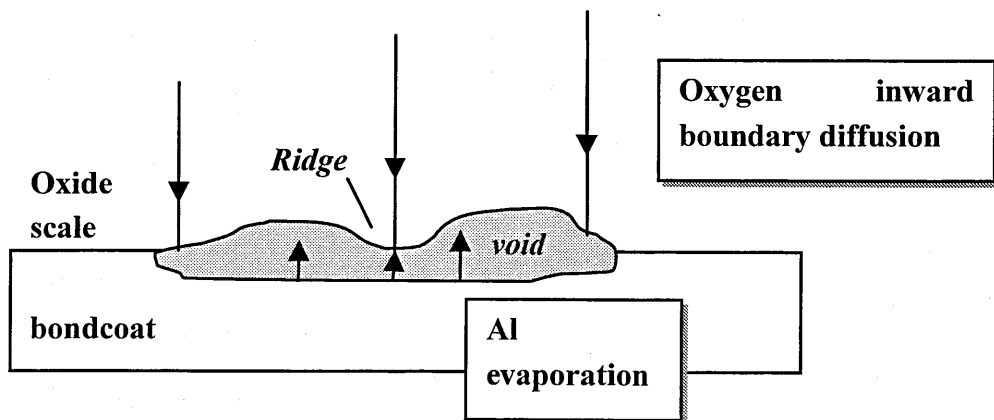 Oxygen inward
boundary diffusion
Ridge
Oxide
scale
void
bondcoat
Al
evaporation